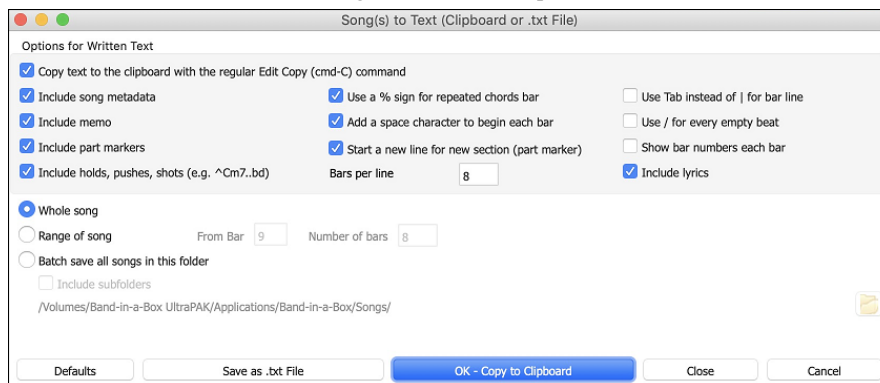 Song(s) to Text (Clipboard or .txt File)
Options for Written Text
Copy text to the clipboard with the regular Edit Copy (cmd-C) command
Include song metadata Use a % sign for repeated chords bar Use Tab instead of | for bar line
Include memo Add a space character to begin each bar Use / for every empty beat
Include part markers Start a new line for new section (part marker) Show bar numbers each bar
Include holds, pushes, shots (e.g. ^Cm7..bd) Bars per line 8 Include lyrics
Whole song
Range of song From Bar 9 Number of bars 8
Batch save all songs in this folder
Include subfolders
/Volumes/Band-in-a-Box UltraPAK/Applications/Band-in-a-Box/Songs/
Defaults Save as .txt File OK - Copy to Clipboard Close Cancel